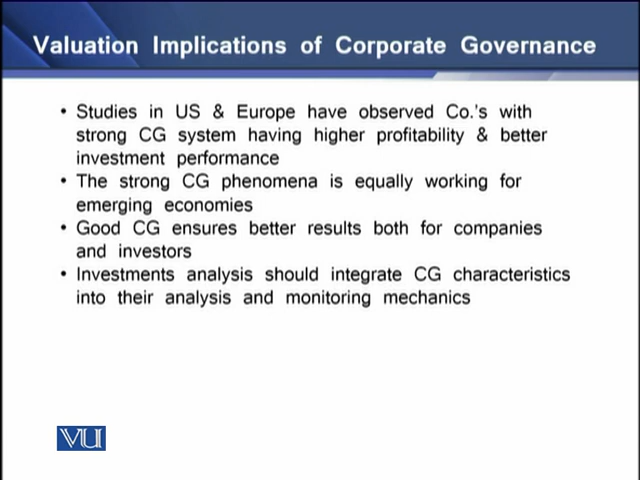 Valuation Implications of Corporate Governance
• Studies in US & Europe have observed Co.'s with
strong CG system having higher profitability & better
investment performance
• The strong CG phenomena is equally working for
emerging economies
• Good CG ensures better results both for companies
and investors
• Investments analysis should integrate CG characteristics
into their analysis and monitoring mechanics
VU